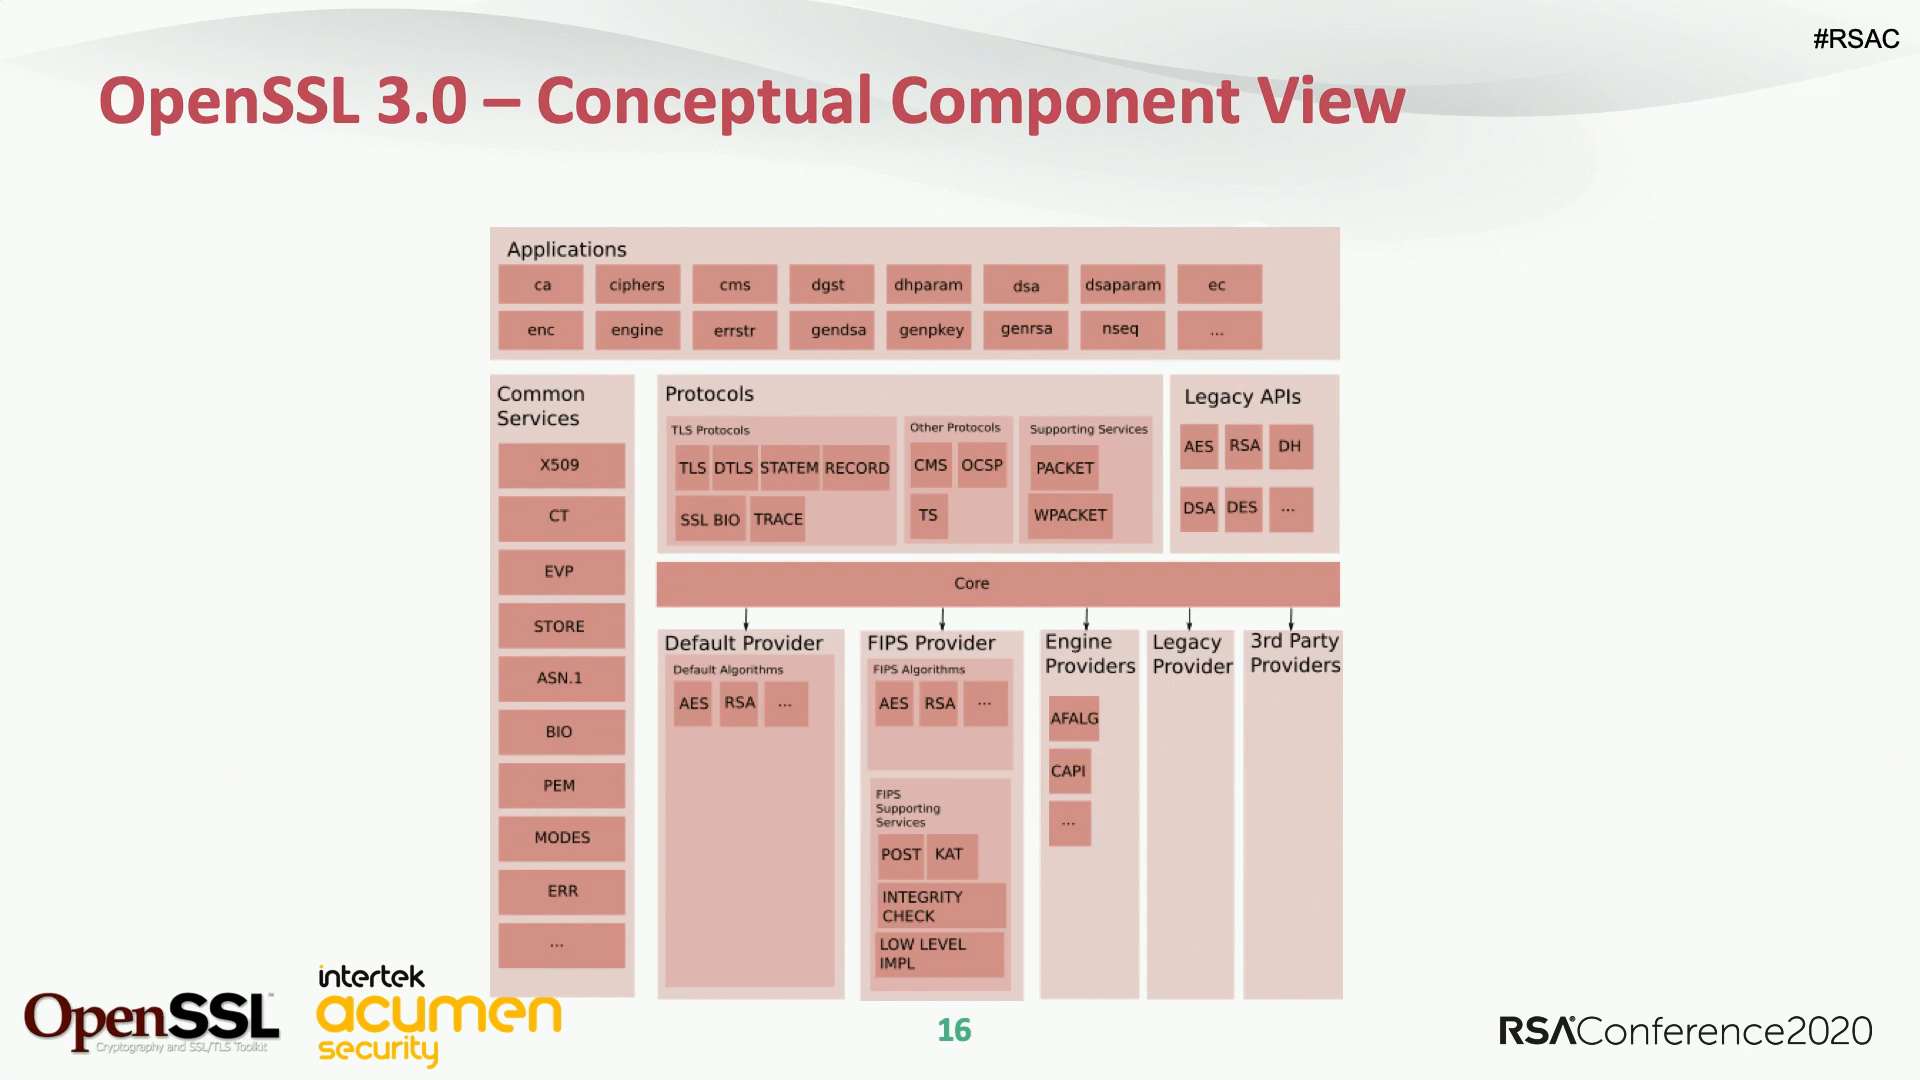 #RSAC
OpenSSL 3.0 – Conceptual Component View
Applications
ca ciphers cms dgst dhparam dsa dsaparam ec
enc engine errstr gendsa genpkey genrsa nseq ...
Common
Services
X509
CT
EVP
STORE
ASN.1
BIO
PEM
MODES
ERR
...
Protocols
TLS Protocols
TLS DTLS STATEM RECORD
SSL BIO TRACE
Other Protocols
CMS OCSP
TS
Supporting Services
PACKET
WPACKET
Legacy APIs
AES RSA DH
DSA DES ...
Core
Default Provider
Default Algorithms
AES RSA ...
FIPS Provider
FIPS Algorithms
AES RSA ...
FIPS
Supporting
Services
POST KAT
INTEGRITY
CHECK
LOW LEVEL
IMPL
Engine
Providers
AFALG
CAPI
...
Legacy
Provider
3rd Party
Providers
OpenSSL
Cryptography and SSL/TLS Toolkit
intertek
acumen
security
16
RSAConference2020